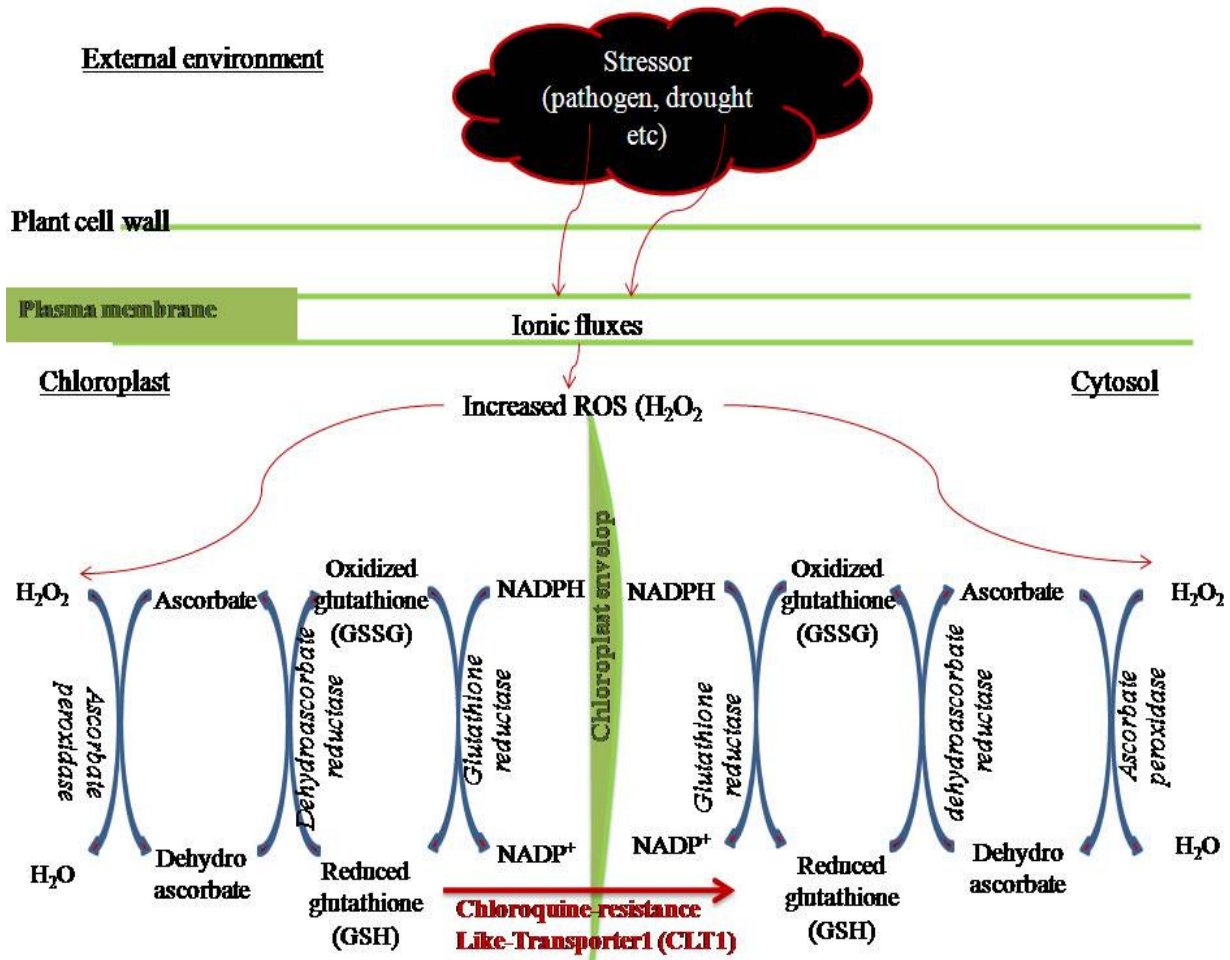 External environment
Stressor
(pathogen, drought
etc)
Plant cell wall
Plasma membrane
Ionic fluxes
Chloroplast
Cytosol
Increased ROS (H₂O₂
Chloroplast envelop
H₂O₂
Ascorbate
Oxidized
glutathione
(GSSG)
NADPH
Ascorbate
peroxidase
Dehydroascorbate
reductase
Glutathione
reductase
H₂O
Dehydro
ascorbate
Reduced
glutathione
(GSH)
NADP⁺
NADPH
Oxidized
glutathione
(GSSG)
Ascorbate
H₂O₂
Glutathione
reductase
dehydroascorbate
reductase
Ascorbate
peroxidase
NADP⁺
Reduced
glutathione
(GSH)
Dehydro
ascorbate
H₂O
Chloroquine-resistance
Like-Transporter1 (CLT1)